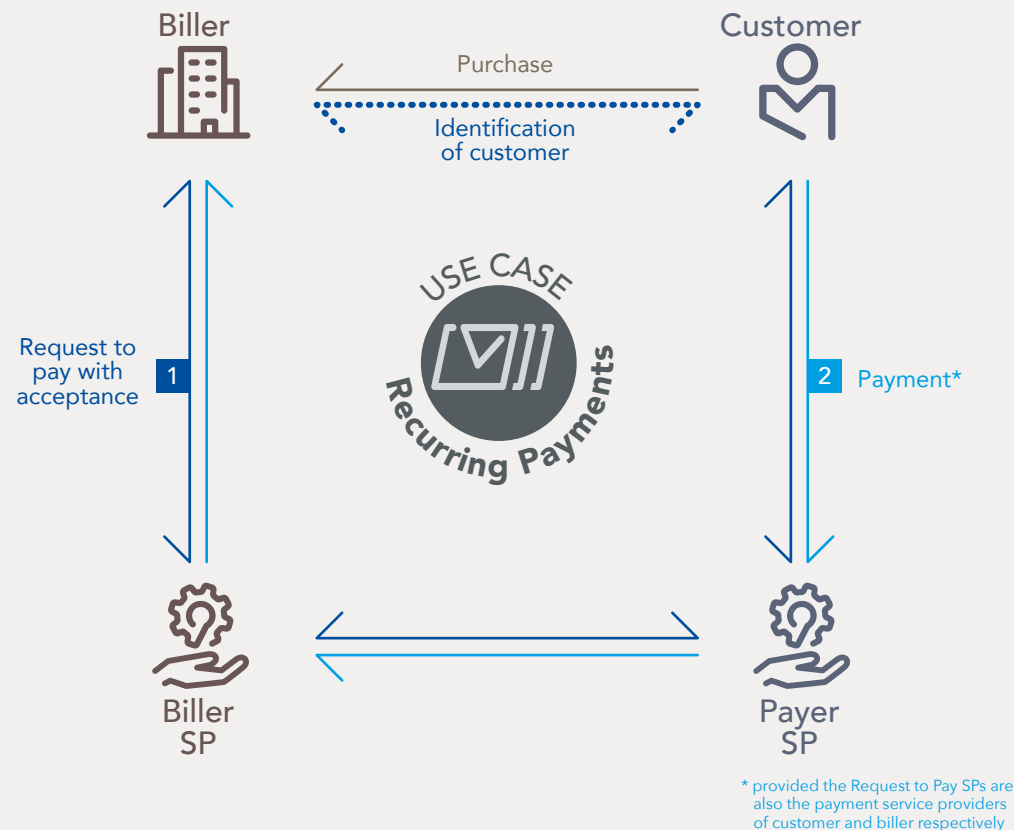 Biller
Customer
Purchase
Identification
of customer
USE CASE
Recurring Payments
Request to
pay with
acceptance
1
2
Payment*
Biller
SP
Payer
SP
* provided the Request to Pay SPs are
also the payment service providers
of customer and biller respectively